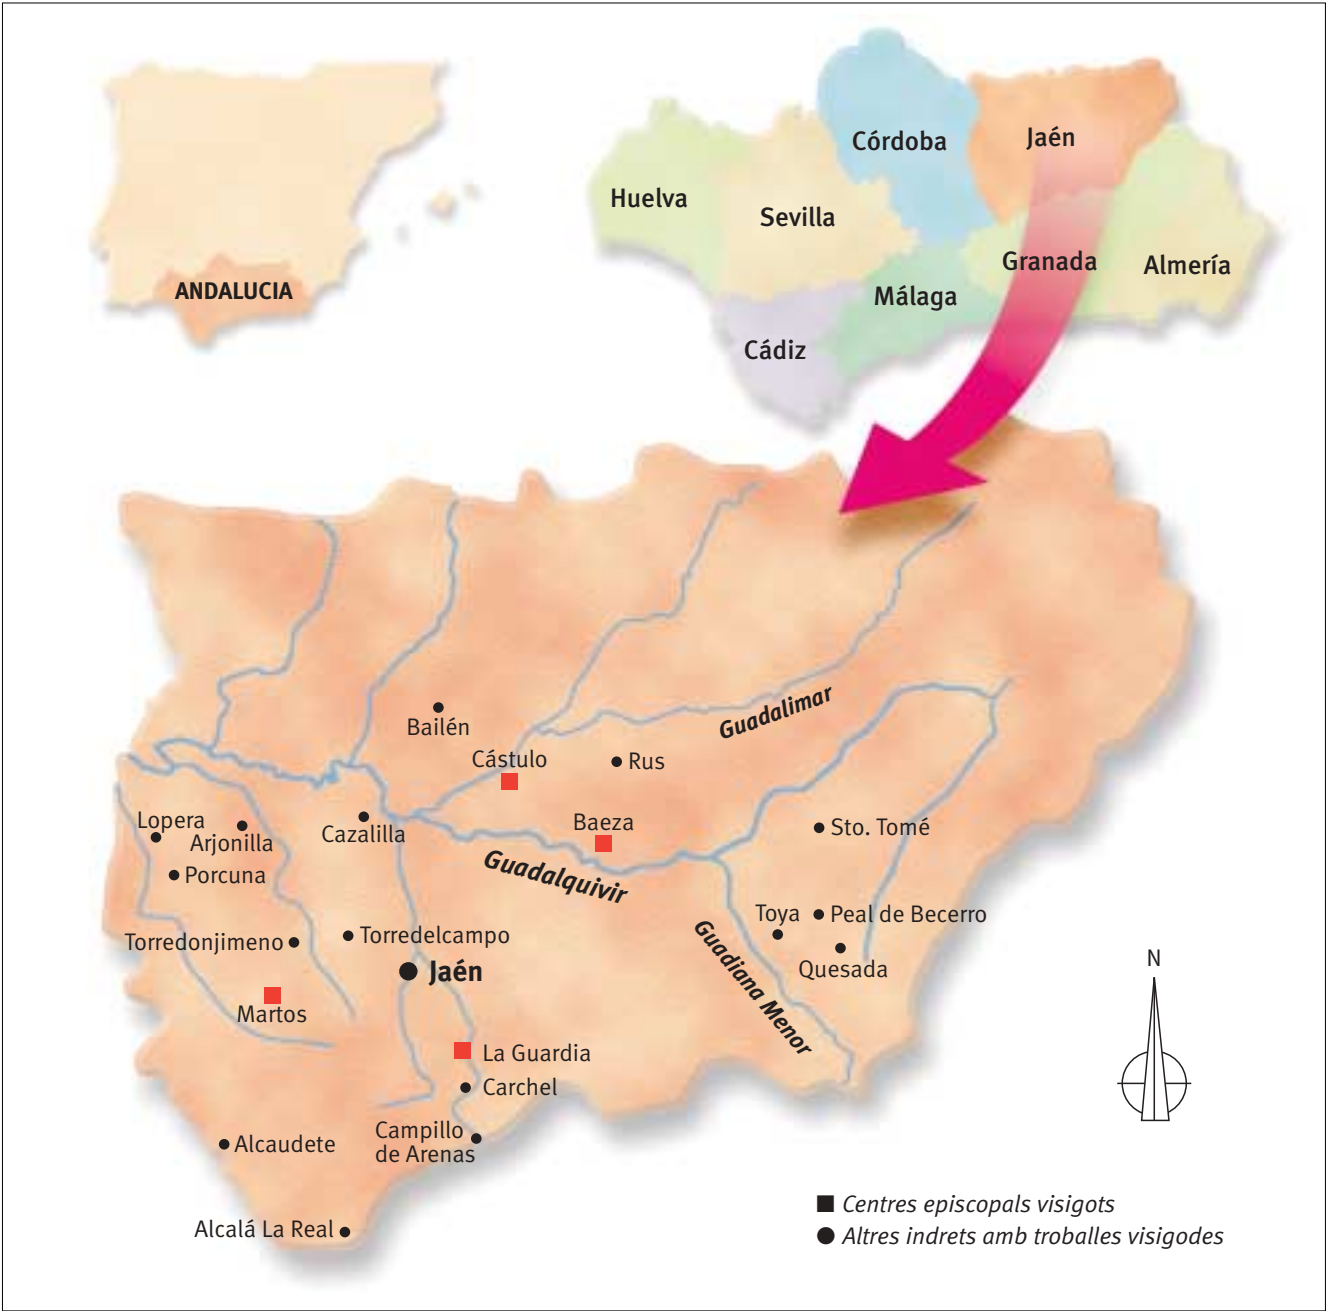 ANDALUCIA
Huelva
Sevilla
Córdoba
Jaén
Cádiz
Málaga
Granada
Almería
Bailén
Cástulo
Rus
Guadalimar
Lopera
Arjonilla
Cazalilla
Baeza
Sto. Tomé
Porcuna
Guadalquivir
Toya
Peal de Becerro
Torredonjimeno
Torredelcampo
Quesada
Jaén
Guadiana Menor
Martos
La Guardia
Carchel
Campillo
de Arenas
Alcaudete
Alcalá La Real
N
Centres episcopals visigots
Altres indrets amb troballes visigodes